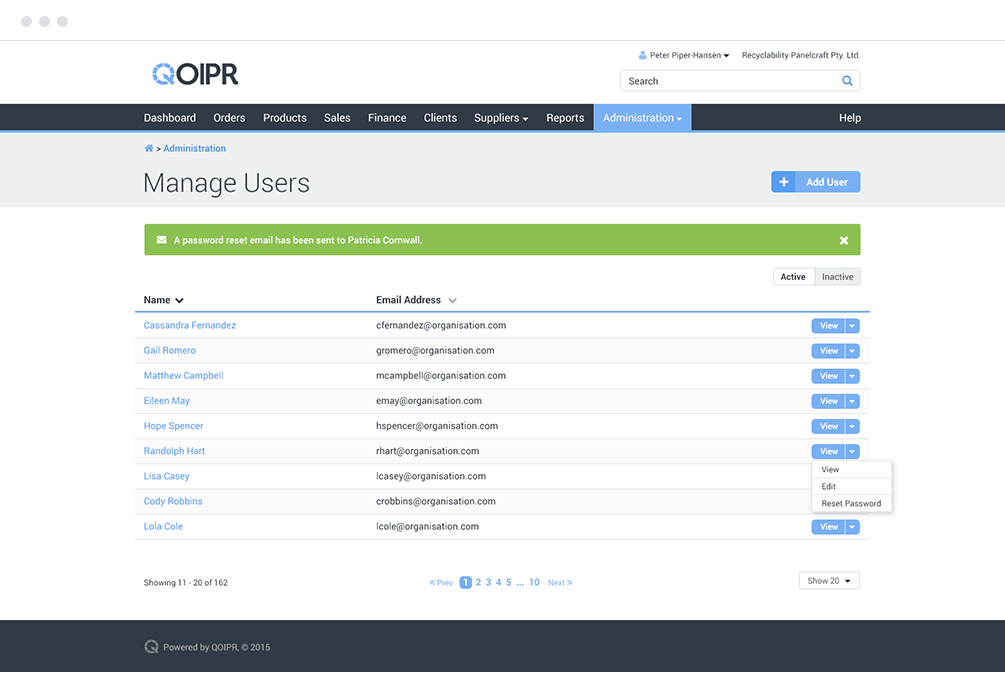 Peter Piper-Hansen Recyclability Panelcraft Pty. Ltd.
QOIPR
Search
Dashboard Orders Products Sales Finance Clients Suppliers Reports Administration Help
> Administration
Manage Users
+ Add User
A password reset email has been sent to Patricia Cornwall.
Active Inactive
Name Email Address
Cassandra Fernandez cfernandez@organisation.com View
Gail Romero gromero@organisation.com View
Matthew Campbell mcampbell@organisation.com View
Eileen May emay@organisation.com View
Hope Spencer hspencer@organisation.com View
Randolph Hart rhart@organisation.com View
View
Lisa Casey lcasey@organisation.com
Edit
Cody Robbins crobbins@organisation.com
Reset Password
Lola Cole lcole@organisation.com View
Showing 11 - 20 of 162 « Prev 1 2 3 4 5 ... 10 Next » Show 20
Powered by QOIPR, © 2015